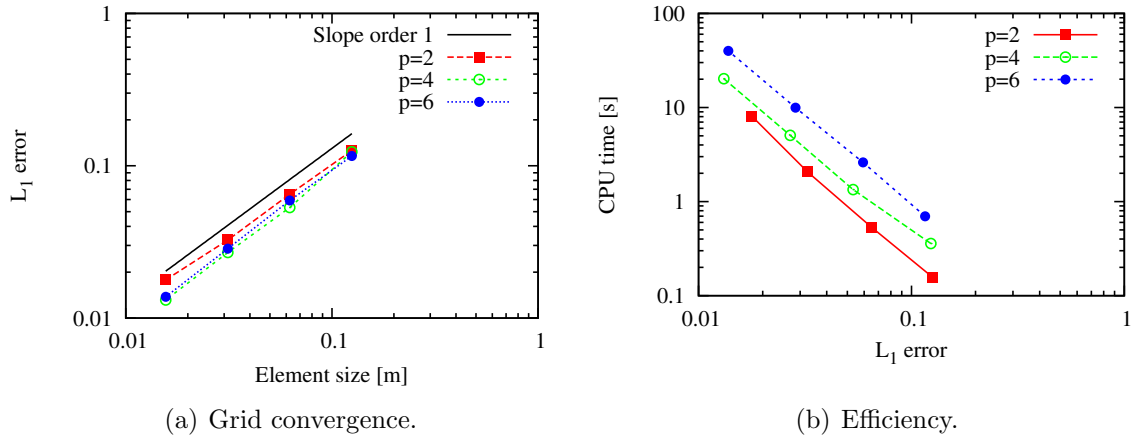 1
0.1
0.01
0.01
0.1
1
L1 error
Element size [m]
Slope order 1
p=2
p=4
p=6
(a) Grid convergence.
100
10
1
0.1
0.01
0.1
1
CPU time [s]
L1 error
p=2
p=4
p=6
(b) Efficiency.